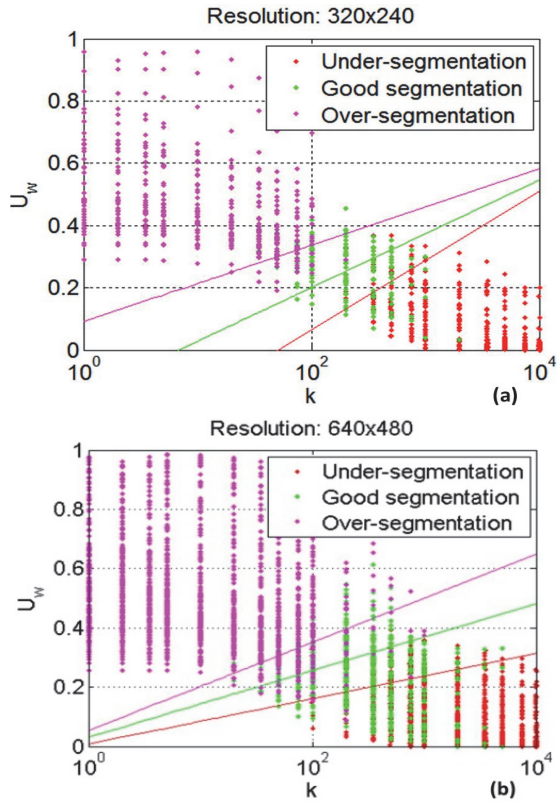 Resolution: 320x240
Under-segmentation
Good segmentation
Over-segmentation
U_w
1
0.8
0.6
0.4
0.2
0
10^0
10^2
10^4
k
(a)
Resolution: 640x480
Under-segmentation
Good segmentation
Over-segmentation
U_w
1
0.8
0.6
0.4
0.2
0
10^0
10^2
10^4
k
(b)